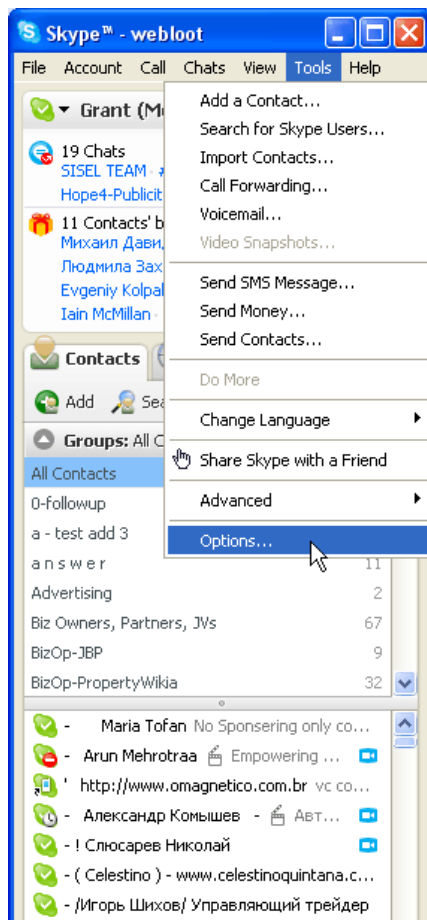 Skype™ - webloot
File Account Call Chats View Tools Help
Grant
Add a Contact...
Search for Skype Users...
Import Contacts...
Call Forwarding...
Voicemail...
Video Snapshots...
Send SMS Message...
Send Money...
Send Contacts...
Do More
Change Language
Share Skype with a Friend
Advanced
Options...
19 Chats
SISEL TEAM -
Hope4-Publicit
11 Contacts' b
Михаил Дави
Людмила Зах
Evgeniy Kolpal
Iain McMillan
Contacts
Add Sea
Groups: All C
All Contacts
0-followup
a - test add 3
a n s w e r 11
Advertising 2
Biz Owners, Partners, JVs 67
BizOp-JBP 9
BizOp-PropertyWikia 32
- Maria Tofan No Sponsering only co...
- Arun Mehrotraa Empowering ...
' http://www.omagnetico.com.br vc co...
- Александр Комышев - Авт...
- ! Слюсарев Николай
- ( Celestino ) - www.celestinoquintana.c...
- /Игорь Шихов/ Управляющий трейдер